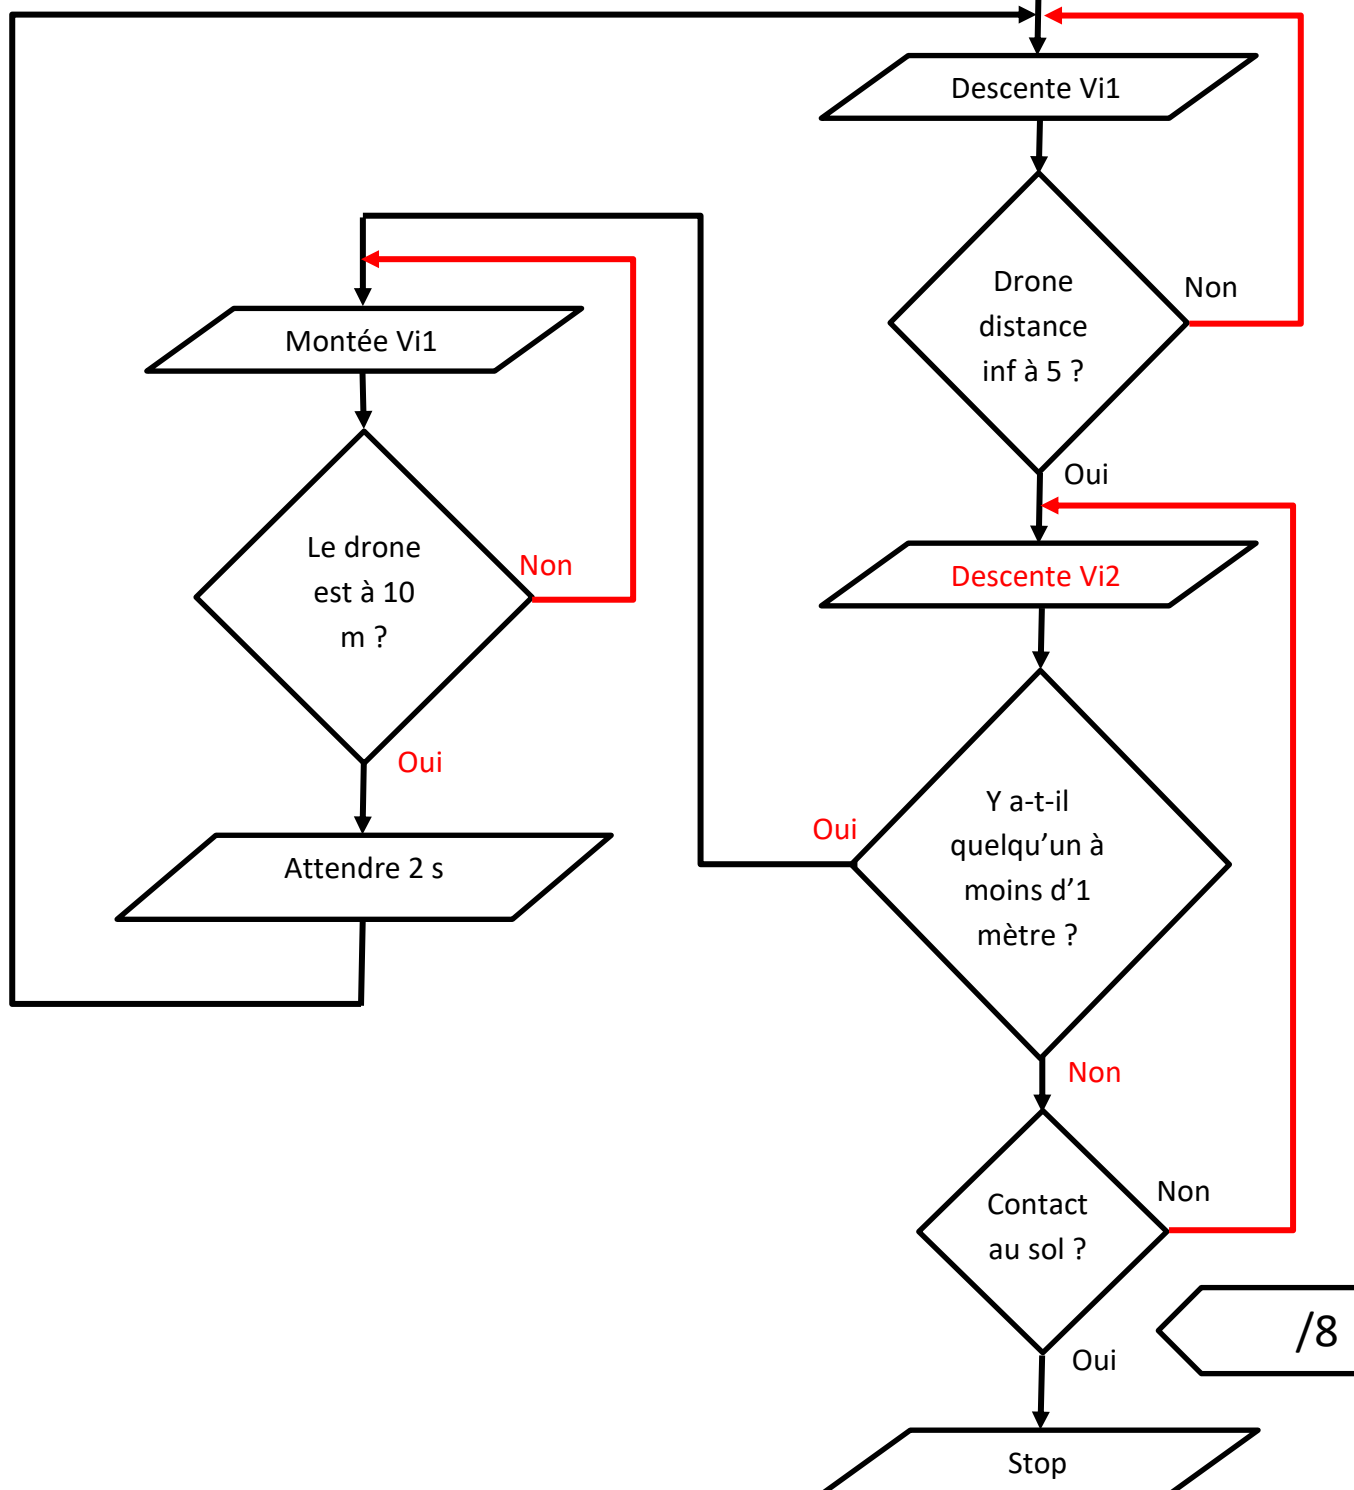 Descente Vi1
Drone
distance
inf à 5 ?
Non
Oui
Descente Vi2
Y a-t-il
quelqu’un à
moins d’1
mètre ?
Oui
Non
Montée Vi1
Le drone
est à 10
m ?
Non
Oui
Attendre 2 s
Contact
au sol ?
Non
Oui
/8
Stop